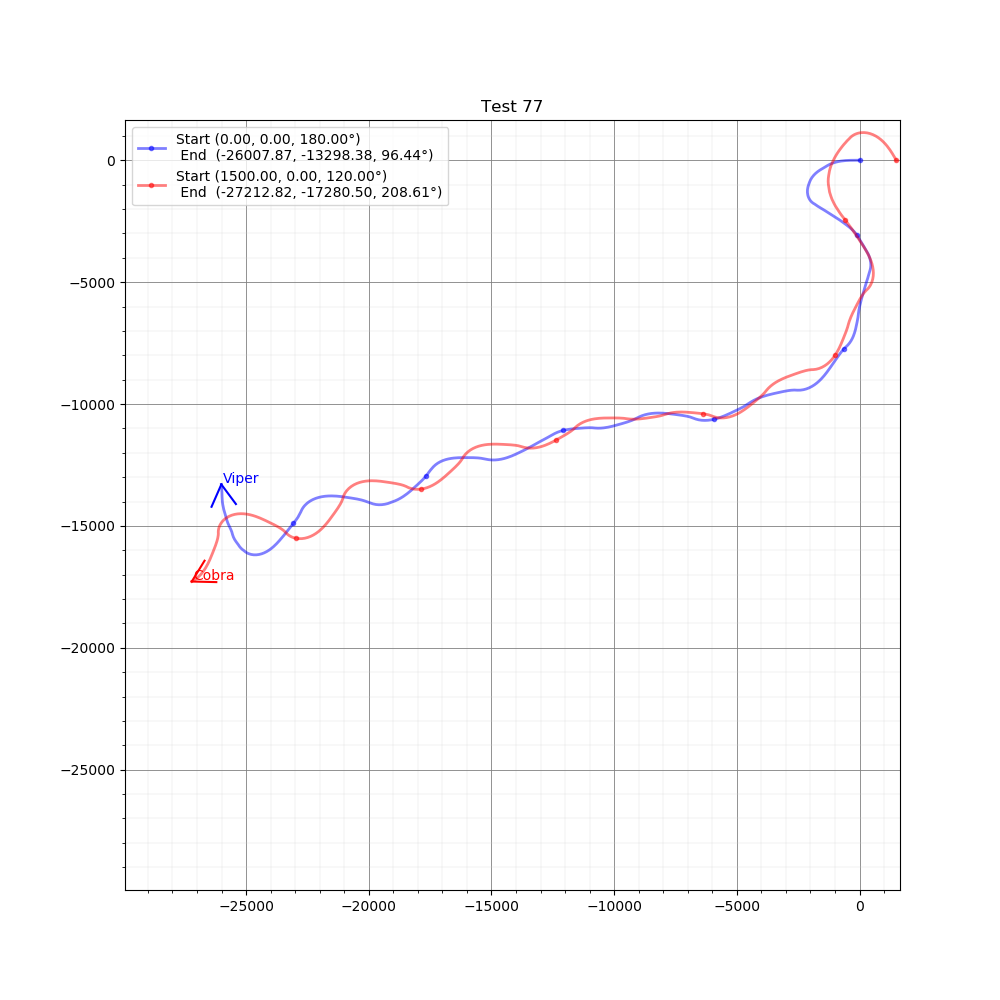 Test 77
Start (0.00, 0.00, 180.00°)
End (-26007.87, -13298.38, 96.44°)
Start (1500.00, 0.00, 120.00°)
End (-27212.82, -17280.50, 208.61°)
0
−5000
−10000
−15000
−20000
−25000
Viper
Cobra
−25000 −20000 −15000 −10000 −5000 0